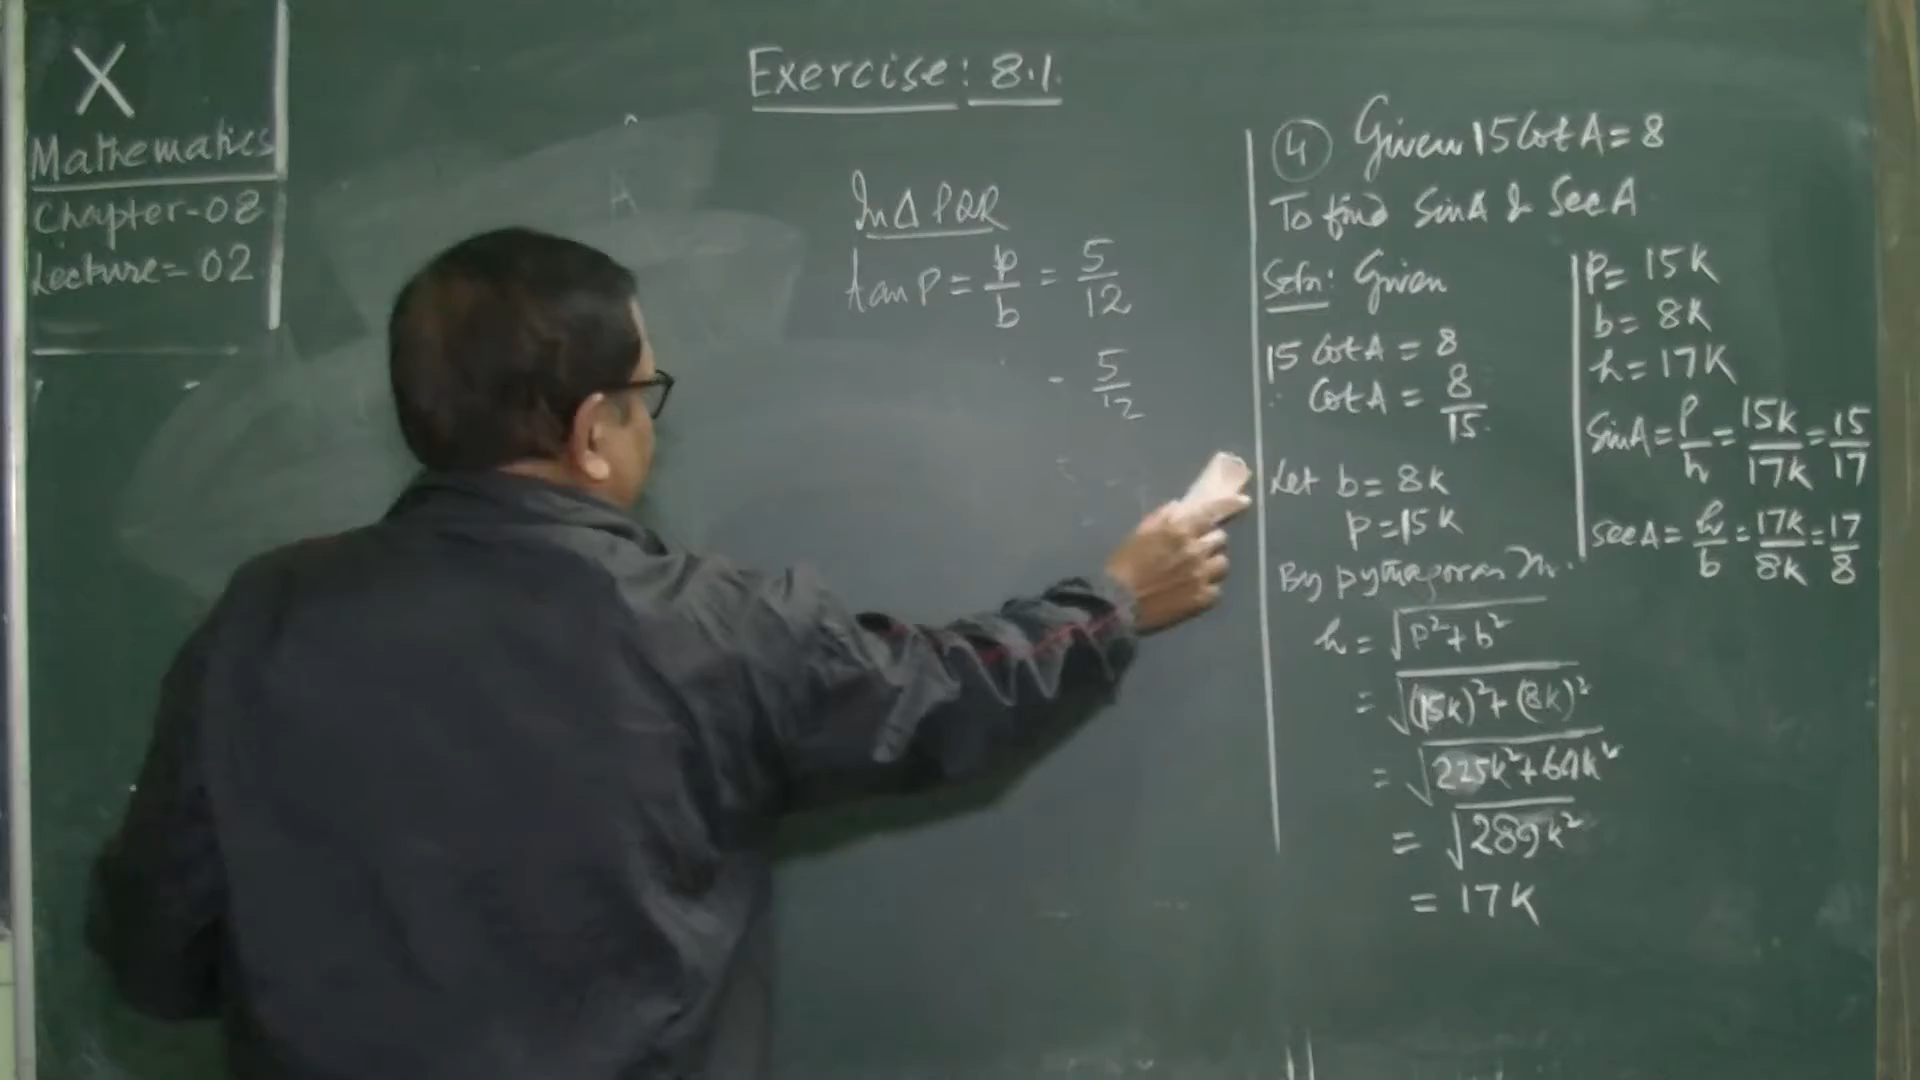 X
Mathematics
Chapter-08
Lecture-02
Exercise: 8.1
A
In Δ PQR
tan P = p/b = 5/12
- 5/12
④ Given 15 Cot A = 8
To find Sin A & Sec A
Soln: Given
15 Cot A = 8
∴ Cot A = 8/15
Let b = 8k
p = 15k
By pythagoras Th.
h = √(p² + b²)
= √((15k)² + (8k)²)
= √(225k² + 64k²)
= √(289k²)
= 17k
P = 15k
b = 8k
h = 17k
Sin A = P/h = 15k/17k = 15/17
Sec A = h/b = 17k/8k = 17/8